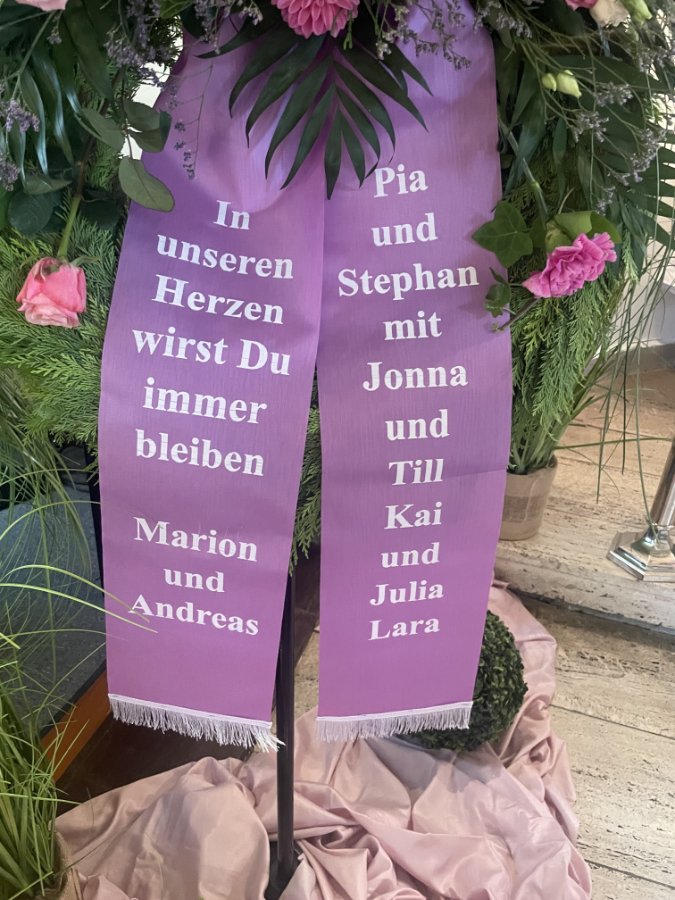 In
unseren
Herzen
wirst Du
immer
bleiben
Marion
und
Andreas
Pia
und
Stephan
mit
Jonna
und
Till
Kai
und
Julia
Lara